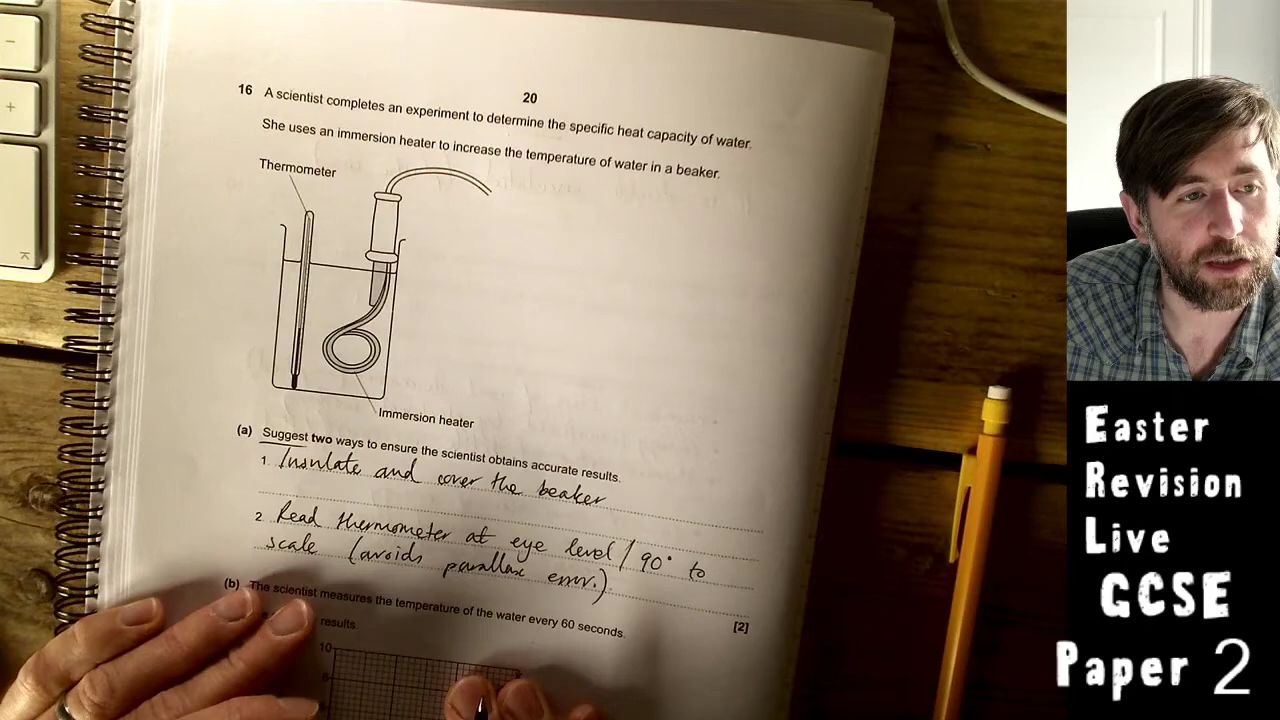 20
16 A scientist completes an experiment to determine the specific heat capacity of water.
She uses an immersion heater to increase the temperature of water in a beaker.
Thermometer
Immersion heater
(a) Suggest two ways to ensure the scientist obtains accurate results.
1. Insulate and cover the beaker
2. Read thermometer at eye level / 90° to
scale (avoids parallax error.)
[2]
(b) The scientist measures the temperature of the water every 60 seconds.
results.
10
8
Easter
Revision
Live
GCSE
Paper 2